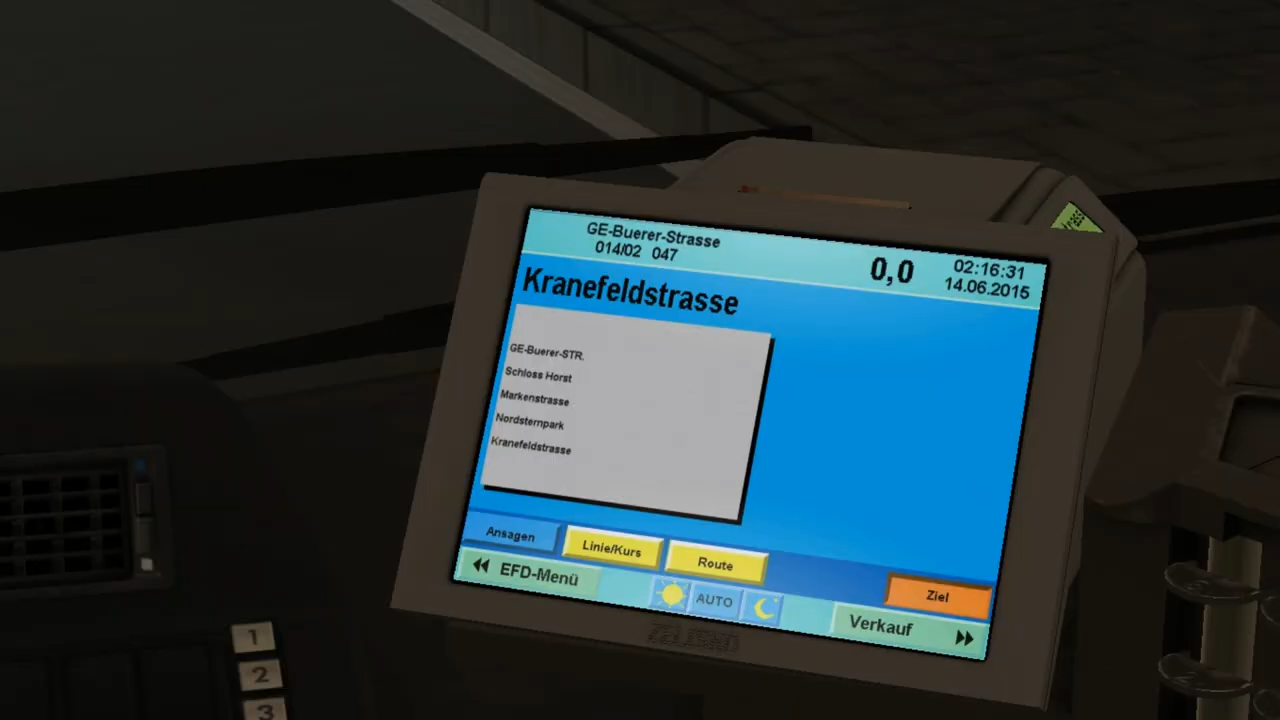 GE-Buerer-Strasse
014/02 047
0,0
02:16:31
14.06.2015
Kranefeldstrasse
GE-Buerer-STR.
Schloss Horst
Markenstrasse
Nordsternpark
Kranefeldstrasse
Ansagen
Linie/Kurs
Route
Ziel
EFD-Menü
AUTO
Verkauf
1
2
3